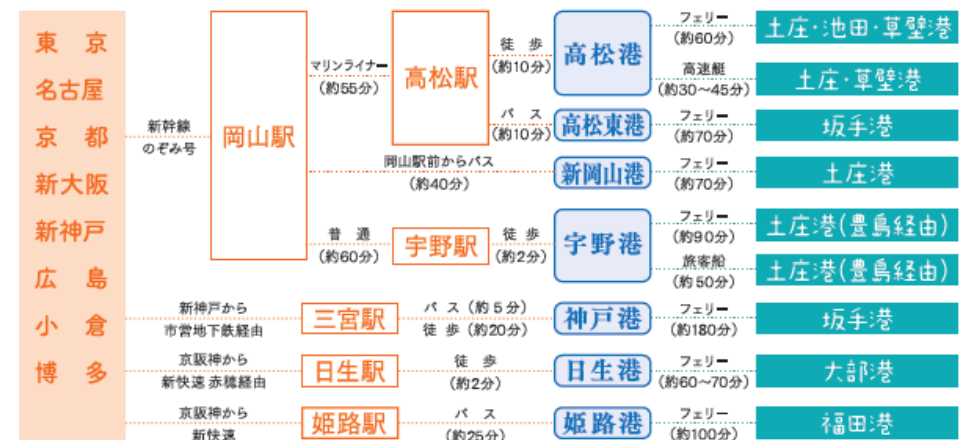 東 京
名古屋
京 都
新大阪
新神戸
広 島
小 倉
博 多
新幹線
のぞみ号
岡山駅
マリンライナー
(約55分)
高松駅
徒 歩
(約10分)
高松港
フェリー
(約60分)
土庄・池田・草壁港
高速艇
(約30〜45分)
土庄・草壁港
バス
(約10分)
高松東港
フェリー
(約70分)
坂手港
岡山駅前からバス
(約40分)
新岡山港
フェリー
(約70分)
土庄港
普 通
(約60分)
宇野駅
徒 歩
(約2分)
宇野港
フェリー
(約90分)
土庄港(豊島経由)
旅客船
(約50分)
土庄港(豊島経由)
新神戸から
市営地下鉄経由
三宮駅
バス(約5分)
徒 歩(約20分)
神戸港
フェリー
(約180分)
坂手港
京阪神から
新快速 赤穂経由
日生駅
徒 歩
(約2分)
日生港
フェリー
(約60〜70分)
大部港
京阪神から
新快速
姫路駅
バス
(約25分)
姫路港
フェリー
(約100分)
福田港